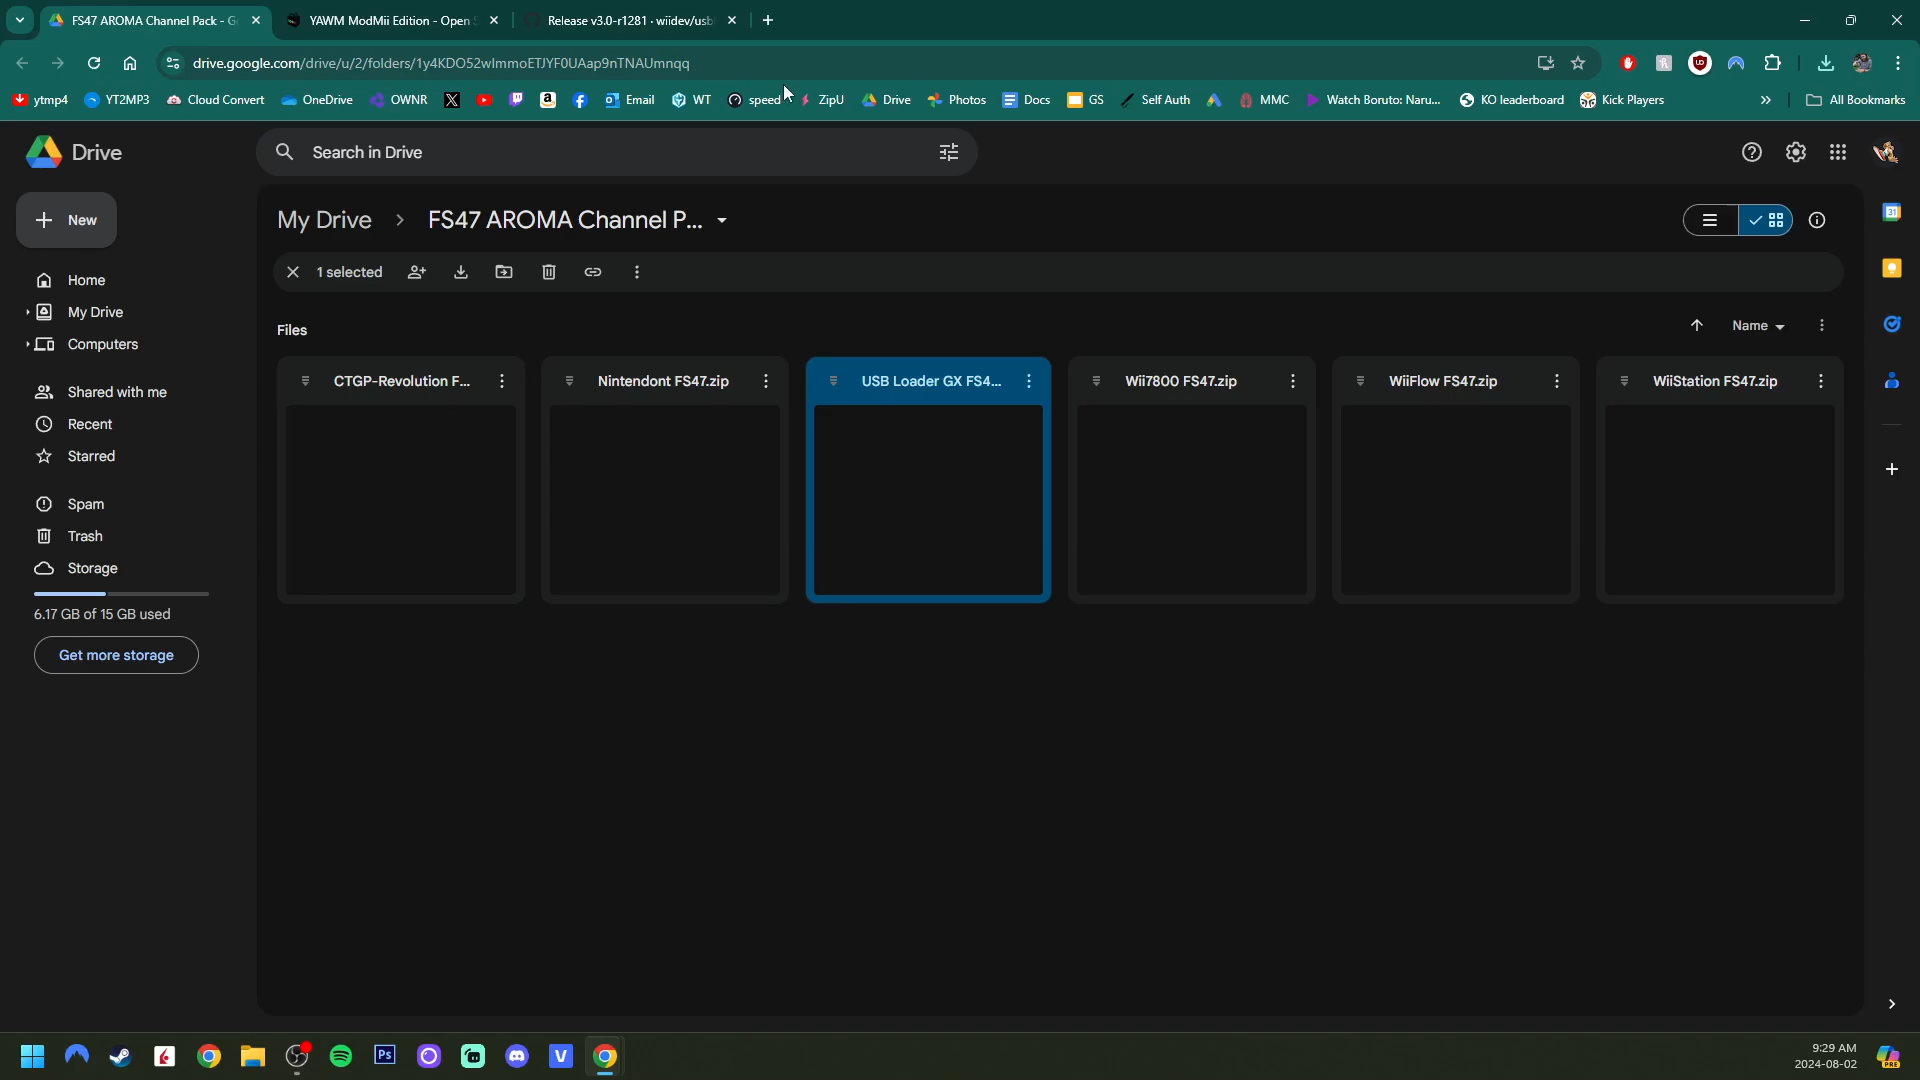 FS47 AROMA Channel Pack - G
YAWM ModMii Edition - Open
Release v3.0-r1281 · wiidev/usb
drive.google.com/drive/u/2/folders/1y4KDO52wlmmoETJYF0UAap9nTNAUmnqq
ytmp4
YT2MP3
Cloud Convert
OneDrive
OWNR
Email
WT
speed
ZipU
Drive
Photos
Docs
GS
Self Auth
MMC
Watch Boruto: Naru...
KO leaderboard
Kick Players
All Bookmarks
Drive
Search in Drive
New
My Drive
FS47 AROMA Channel P...
1 selected
Home
My Drive
Computers
Shared with me
Recent
Starred
Spam
Trash
Storage
6.17 GB of 15 GB used
Get more storage
Files
Name
CTGP-Revolution F...
Nintendont FS47.zip
USB Loader GX FS4...
Wii7800 FS47.zip
WiiFlow FS47.zip
WiiStation FS47.zip
31
Ps
V
9:29 AM
2024-08-02
PRE